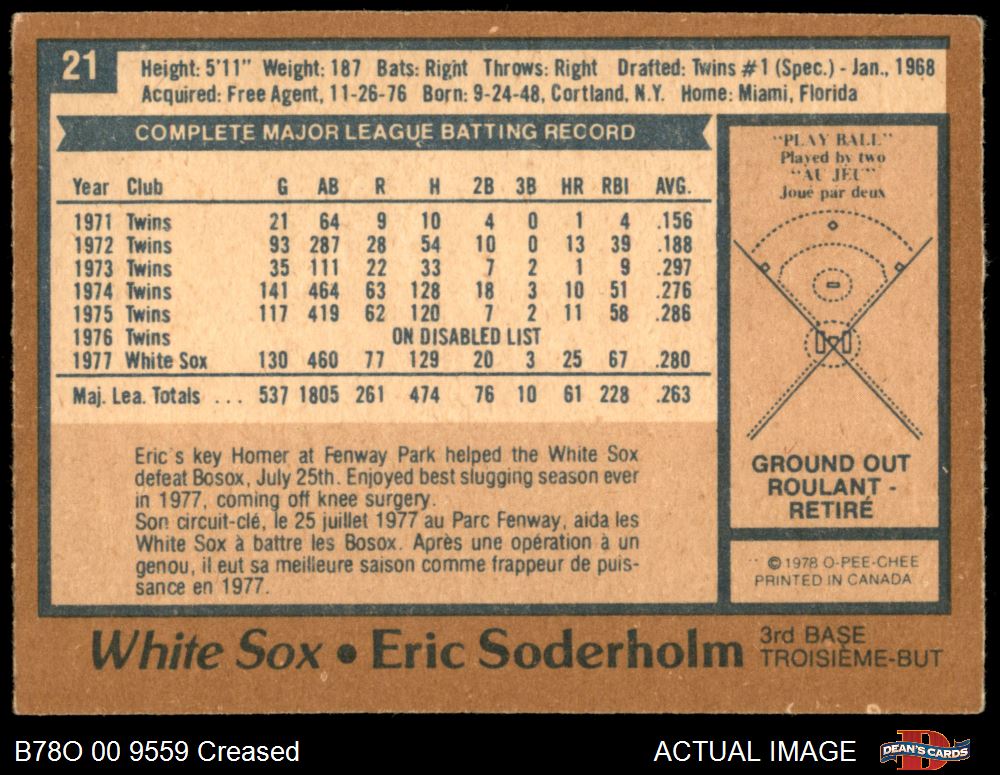 21
Height: 5'11" Weight: 187 Bats: Right Throws: Right Drafted: Twins #1 (Spec.) - Jan., 1968
Acquired: Free Agent, 11-26-76 Born: 9-24-48, Cortland, N.Y. Home: Miami, Florida
COMPLETE MAJOR LEAGUE BATTING RECORD
Year Club G AB R H 2B 3B HR RBI AVG.
1971 Twins 21 64 9 10 4 0 1 4 .156
1972 Twins 93 287 28 54 10 0 13 39 .188
1973 Twins 35 111 22 33 7 2 1 9 .297
1974 Twins 141 464 63 128 18 3 10 51 .276
1975 Twins 117 419 62 120 7 2 11 58 .286
1976 Twins ON DISABLED LIST
1977 White Sox 130 460 77 129 20 3 25 67 .280
Maj. Lea. Totals ... 537 1805 261 474 76 10 61 228 .263
Eric's key Homer at Fenway Park helped the White Sox
defeat Bosox, July 25th. Enjoyed best slugging season ever
in 1977, coming off knee surgery.
Son circuit-clé, le 25 juillet 1977 au Parc Fenway, aida les
White Sox à battre les Bosox. Après une opération à un
genou, il eut sa meilleure saison comme frappeur de puis-
sance en 1977.
"PLAY BALL"
Played by two
"AU JEU"
Joué par deux
GROUND OUT
ROULANT -
RETIRÉ
© 1978 O-PEE-CHEE
PRINTED IN CANADA
White Sox • Eric Soderholm
3rd BASE
TROISIÈME-BUT
B78O 00 9559 Creased
ACTUAL IMAGE
DEAN'S CARDS